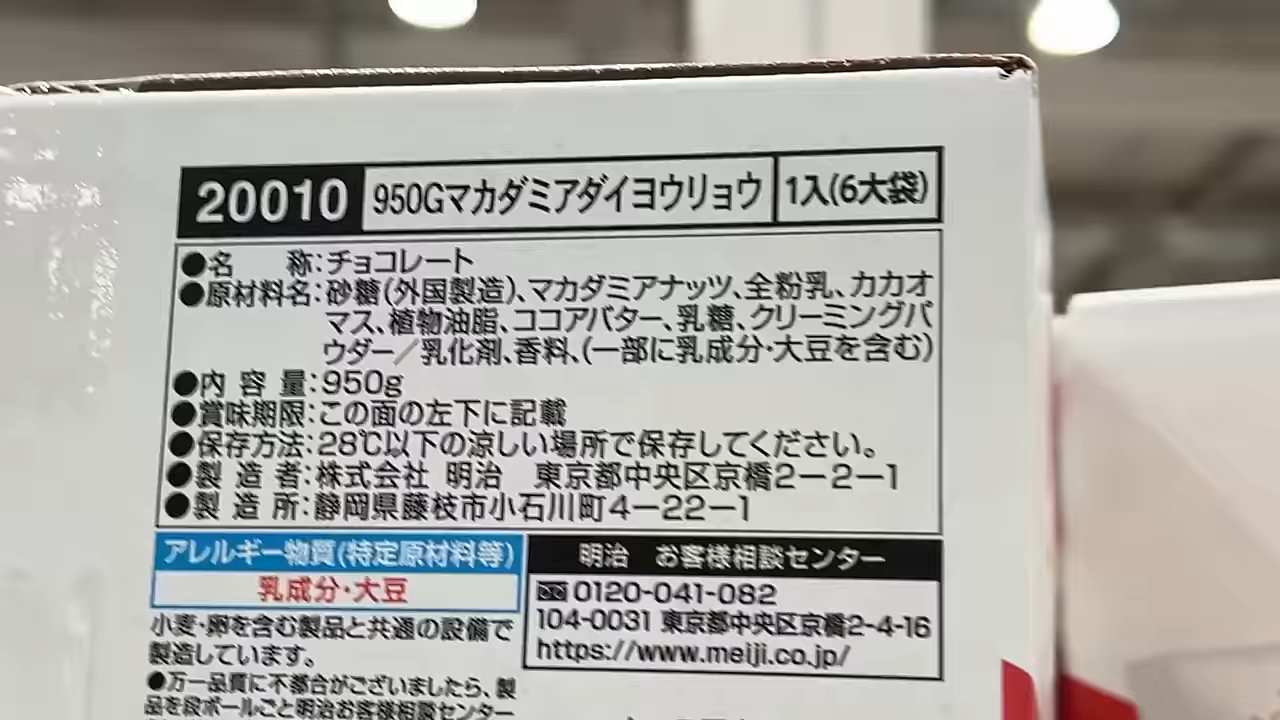 20010 950Gマカダミアダイヨウリョウ 1入(6大袋)
●名　　称:チョコレート
●原材料名:砂糖(外国製造)、マカダミアナッツ、全粉乳、カカオ
マス、植物油脂、ココアバター、乳糖、クリーミングパ
ウダー／乳化剤、香料、(一部に乳成分・大豆を含む)
●内 容 量:950g
●賞味期限:この面の左下に記載
●保存方法:28℃以下の涼しい場所で保存してください。
●製 造 者:株式会社 明治　東京都中央区京橋2－2－1
●製 造 所:静岡県藤枝市小石川町4－22－1
アレルギー物質(特定原材料等)
乳成分・大豆
小麦・卵を含む製品と共通の設備で
製造しています。
●万一品質に不都合がございましたら、製
品を段ボールごと明治お客様相談センター
明治　お客様相談センター
0120-041-082
104-0031 東京都中央区京橋2-4-16
https://www.meiji.co.jp/